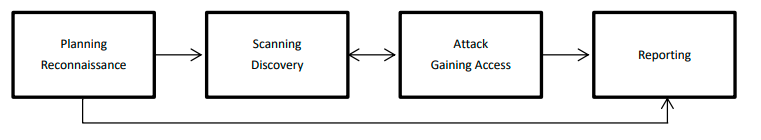 Planning
Reconnaissance
Scanning
Discovery
Attack
Gaining Access
Reporting